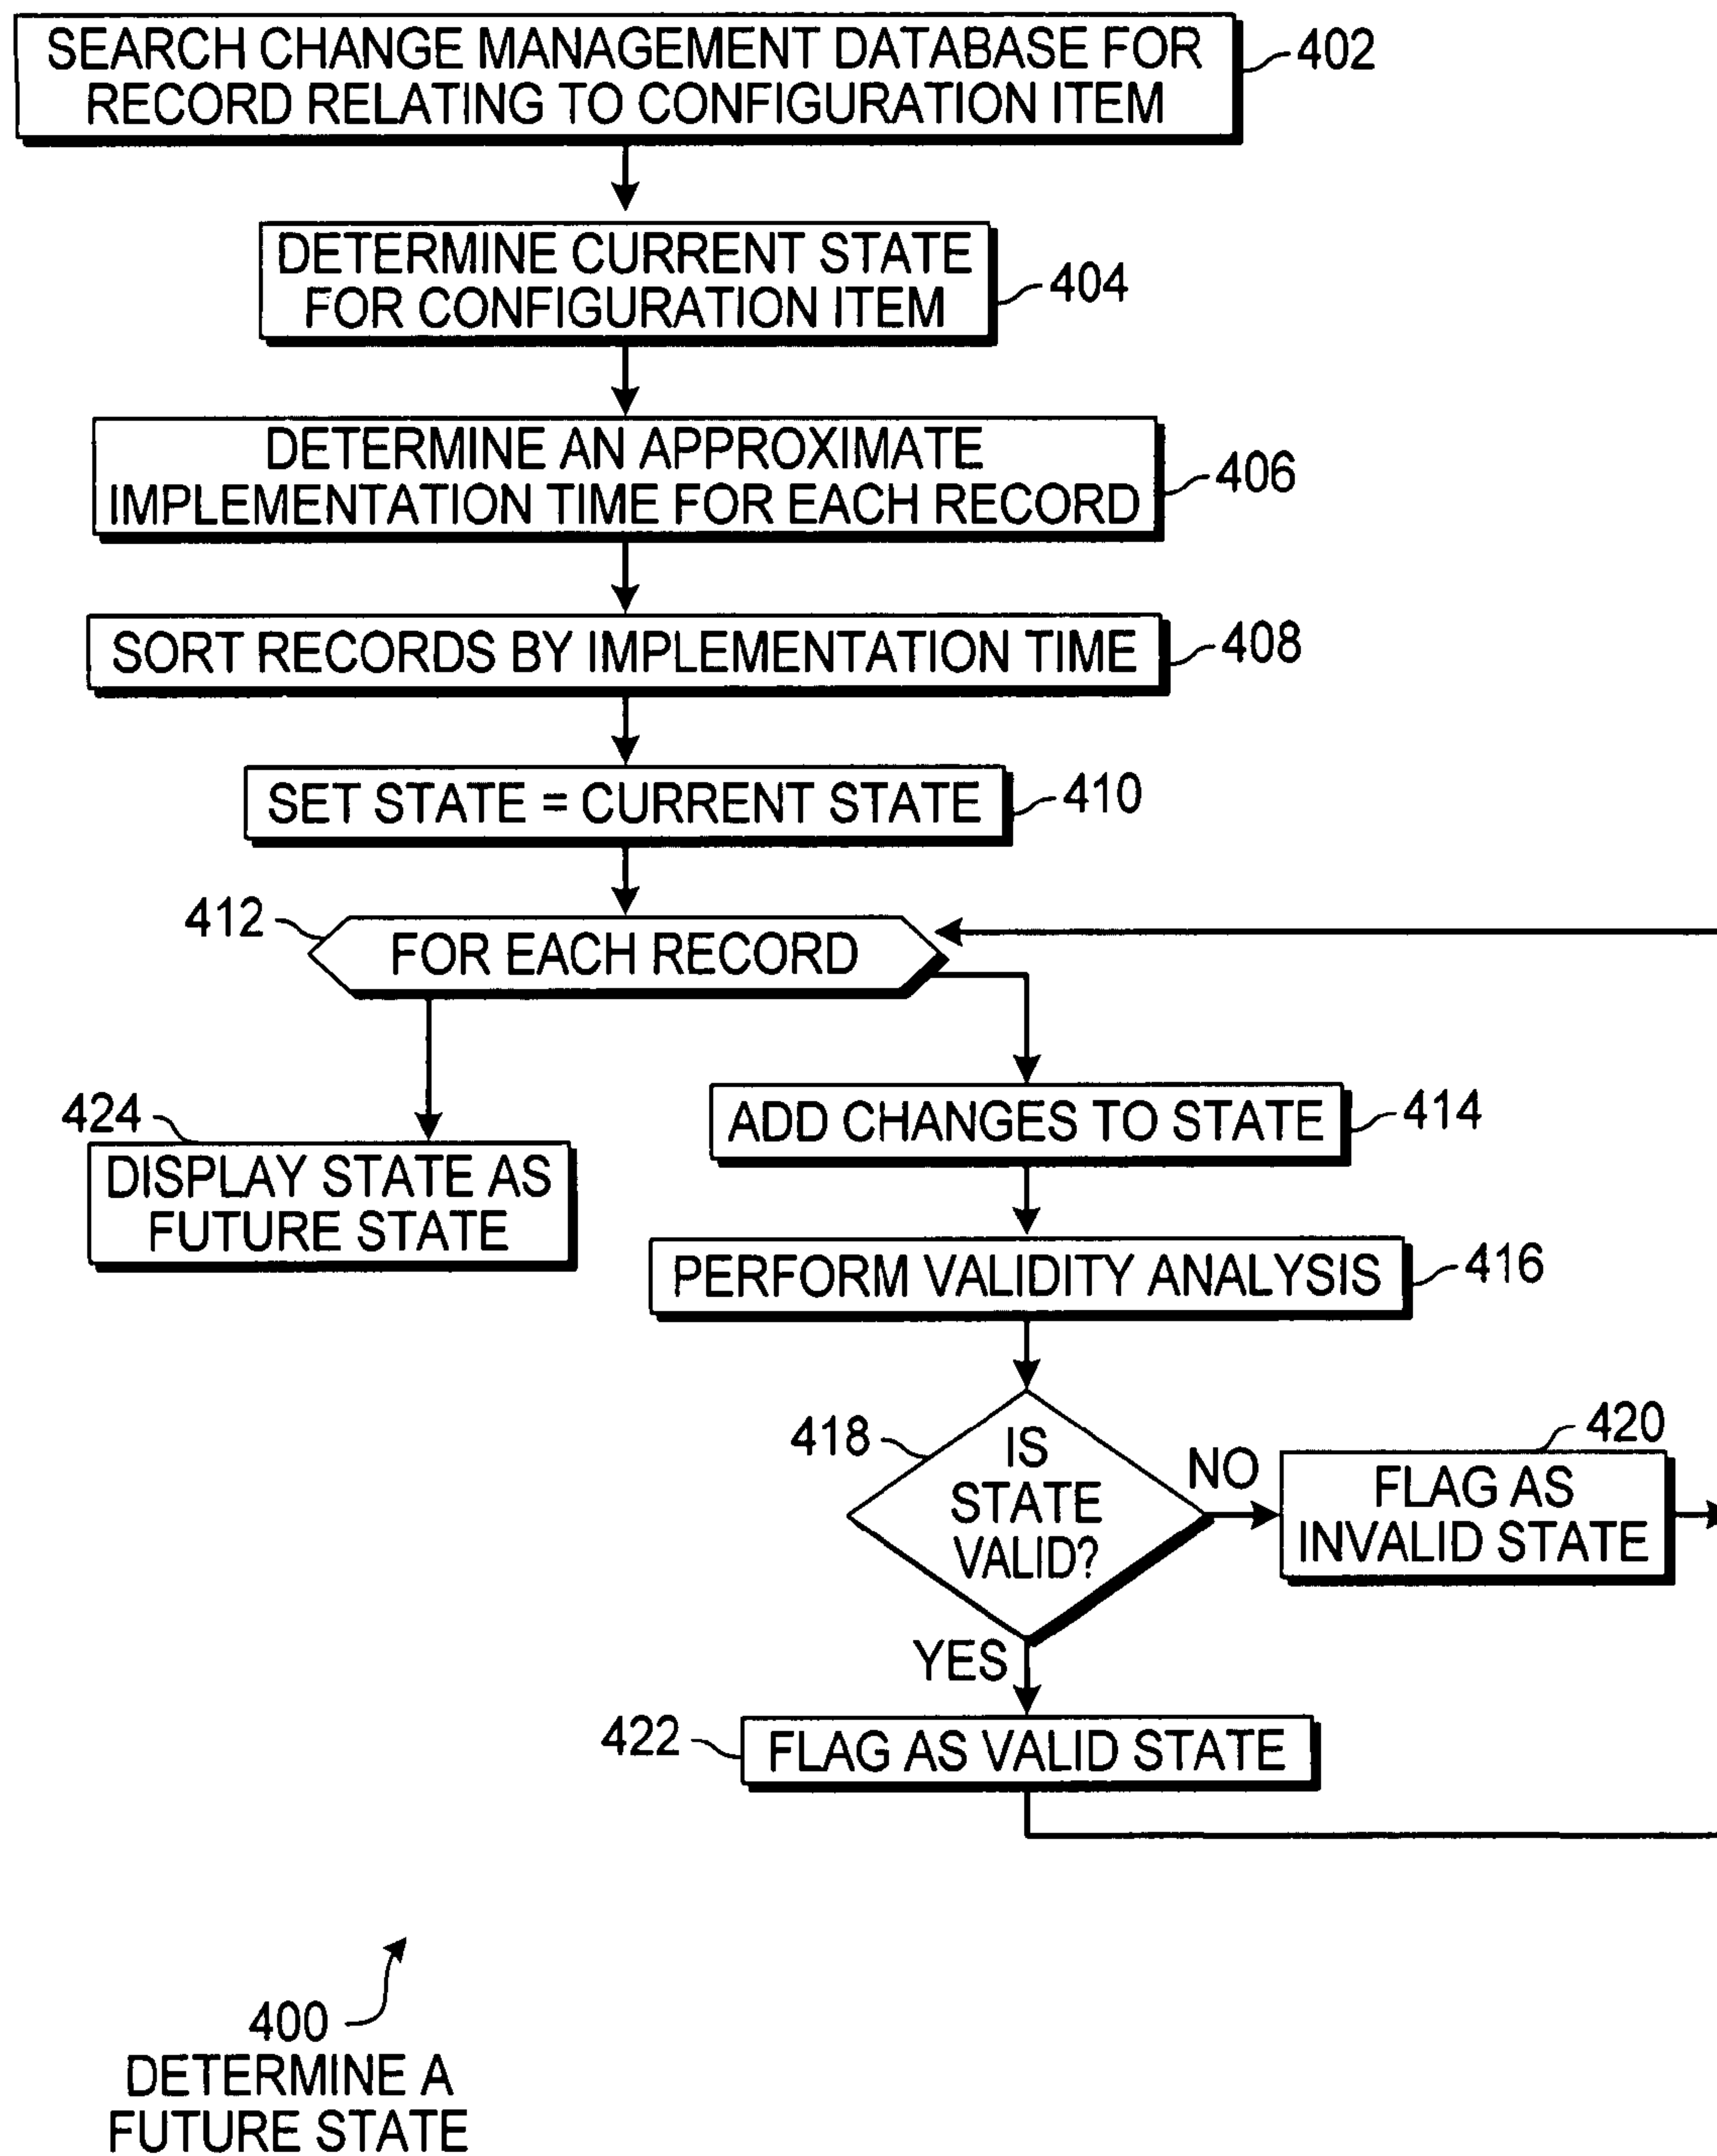 SEARCH CHANGE MANAGEMENT DATABASE FOR
RECORD RELATING TO CONFIGURATION ITEM
402
DETERMINE CURRENT STATE
FOR CONFIGURATION ITEM
404
DETERMINE AN APPROXIMATE
IMPLEMENTATION TIME FOR EACH RECORD
406
SORT RECORDS BY IMPLEMENTATION TIME
408
SET STATE = CURRENT STATE
410
412
FOR EACH RECORD
424
DISPLAY STATE AS
FUTURE STATE
ADD CHANGES TO STATE
414
PERFORM VALIDITY ANALYSIS
416
418
IS
STATE
VALID?
NO
420
FLAG AS
INVALID STATE
YES
422
FLAG AS VALID STATE
400
DETERMINE A
FUTURE STATE